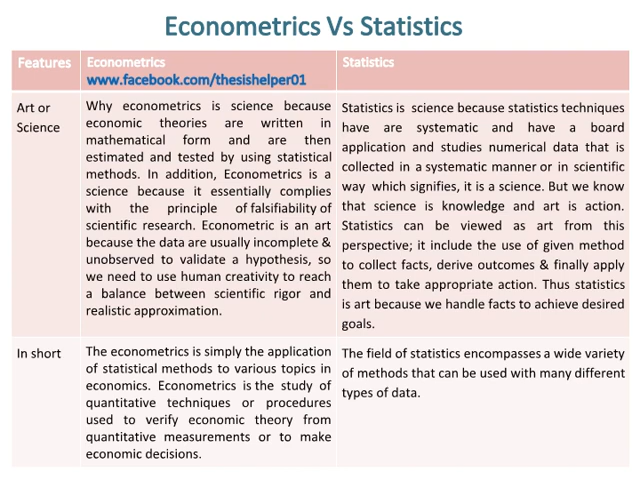 Econometrics Vs Statistics
Features
Econometrics
www.facebook.com/thesishelper01
Statistics
Art or
Science
Why econometrics is science because
economic theories are written in
mathematical form and are then
estimated and tested by using statistical
methods. In addition, Econometrics is a
science because it essentially complies
with the principle of falsifiability of
scientific research. Econometric is an art
because the data are usually incomplete &
unobserved to validate a hypothesis, so
we need to use human creativity to reach
a balance between scientific rigor and
realistic approximation.
Statistics is science because statistics techniques
have are systematic and have a board
application and studies numerical data that is
collected in a systematic manner or in scientific
way which signifies, it is a science. But we know
that science is knowledge and art is action.
Statistics can be viewed as art from this
perspective; it include the use of given method
to collect facts, derive outcomes & finally apply
them to take appropriate action. Thus statistics
is art because we handle facts to achieve desired
goals.
In short
The econometrics is simply the application
of statistical methods to various topics in
economics. Econometrics is the study of
quantitative techniques or procedures
used to verify economic theory from
quantitative measurements or to make
economic decisions.
The field of statistics encompasses a wide variety
of methods that can be used with many different
types of data.